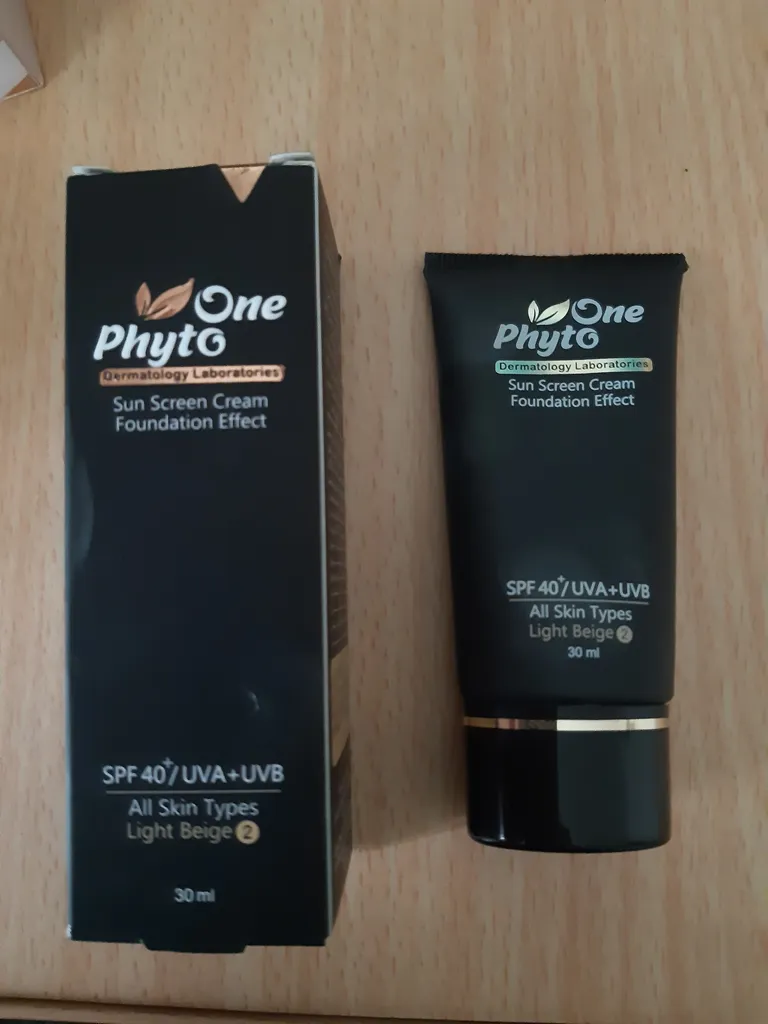 One
Phyto
Dermatology Laboratories
Sun Screen Cream
Foundation Effect
SPF 40+/UVA+UVB
All Skin Types
Light Beige 2
30 ml
One
Phyto
Dermatology Laboratories
Sun Screen Cream
Foundation Effect
SPF 40+/UVA+UVB
All Skin Types
Light Beige 2
30 ml